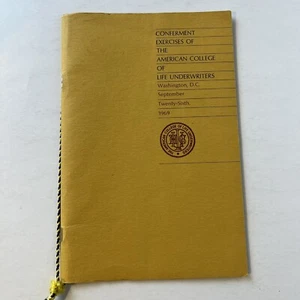 CONFERMENT
EXERCISES OF
THE
AMERICAN COLLEGE
OF
LIFE UNDERWRITERS
Washington, D.C.
September
Twenty-Sixth,
1969